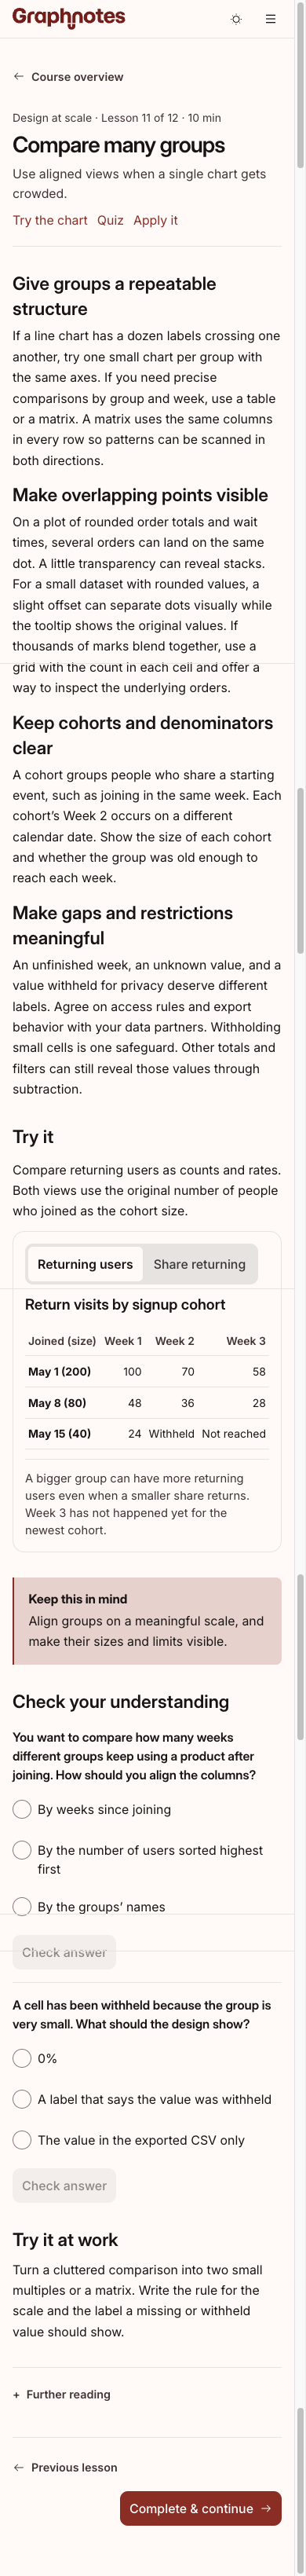 Graphnotes
← Course overview
Design at scale · Lesson 11 of 12 · 10 min
Compare many groups
Use aligned views when a single chart gets
crowded.
Try the chart Quiz Apply it
Give groups a repeatable
structure
If a line chart has a dozen labels crossing one
another, try one small chart per group with
the same axes. If you need precise
comparisons by group and week, use a table
or a matrix. A matrix uses the same columns
in every row so patterns can be scanned in
both directions.
Make overlapping points visible
On a plot of rounded order totals and wait
times, several orders can land on the same
dot. A little transparency can reveal stacks.
For a small dataset with rounded values, a
slight offset can separate dots visually while
the tooltip shows the original values. If
thousands of marks blend together, use a
grid with the count in each cell and offer a
way to inspect the underlying orders.
Keep cohorts and denominators
clear
A cohort groups people who share a starting
event, such as joining in the same week. Each
cohort’s Week 2 occurs on a different
calendar date. Show the size of each cohort
and whether the group was old enough to
reach each week.
Make gaps and restrictions
meaningful
An unfinished week, an unknown value, and a
value withheld for privacy deserve different
labels. Agree on access rules and export
behavior with your data partners. Withholding
small cells is one safeguard. Other totals and
filters can still reveal those values through
subtraction.
Try it
Compare returning users as counts and rates.
Both views use the original number of people
who joined as the cohort size.
Returning users Share returning
Return visits by signup cohort
Joined (size) Week 1 Week 2 Week 3
May 1 (200) 100 70 58
May 8 (80) 48 36 28
May 15 (40) 24 Withheld Not reached
A bigger group can have more returning
users even when a smaller share returns.
Week 3 has not happened yet for the
newest cohort.
Keep this in mind
Align groups on a meaningful scale, and
make their sizes and limits visible.
Check your understanding
You want to compare how many weeks
different groups keep using a product after
joining. How should you align the columns?
By weeks since joining
By the number of users sorted highest
first
By the groups’ names
Check answer
A cell has been withheld because the group is
very small. What should the design show?
0%
A label that says the value was withheld
The value in the exported CSV only
Check answer
Try it at work
Turn a cluttered comparison into two small
multiples or a matrix. Write the rule for the
scale and the label a missing or withheld
value should show.
+ Further reading
← Previous lesson
Complete & continue →